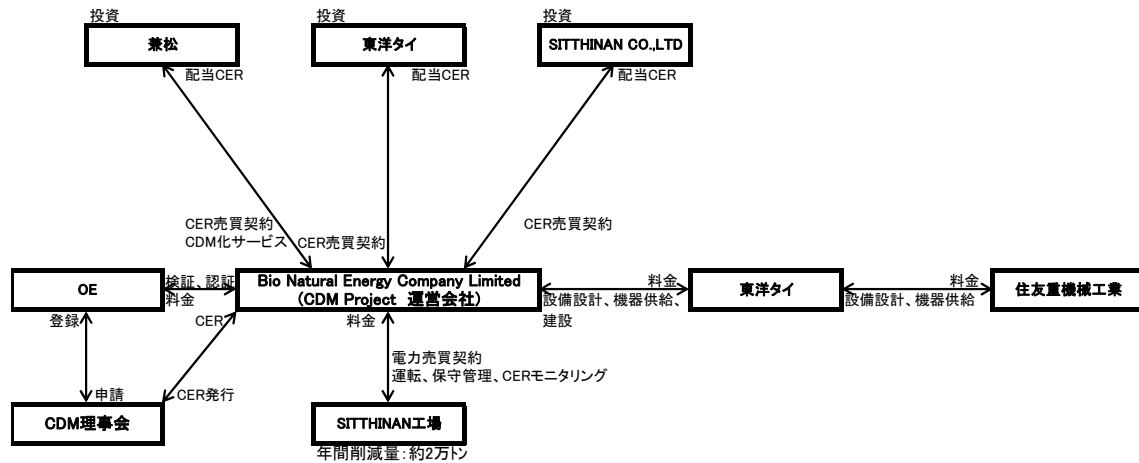 投資
投資
投資
兼松
東洋タイ
SITTHINAN CO.,LTD
配当CER
配当CER
配当CER
CER売買契約
CDM化サービス
CER売買契約
CER売買契約
OE
検証、認証
料金
Bio Natural Energy Company Limited
(CDM Project 運営会社)
料金
設備設計、機器供給、
建設
東洋タイ
料金
設備設計、機器供給
住友重機械工業
登録
CER
料金
電力売買契約
運転、保守管理、CERモニタリング
申請
CER発行
CDM理事会
SITTHINAN工場
年間削減量：約2万トン